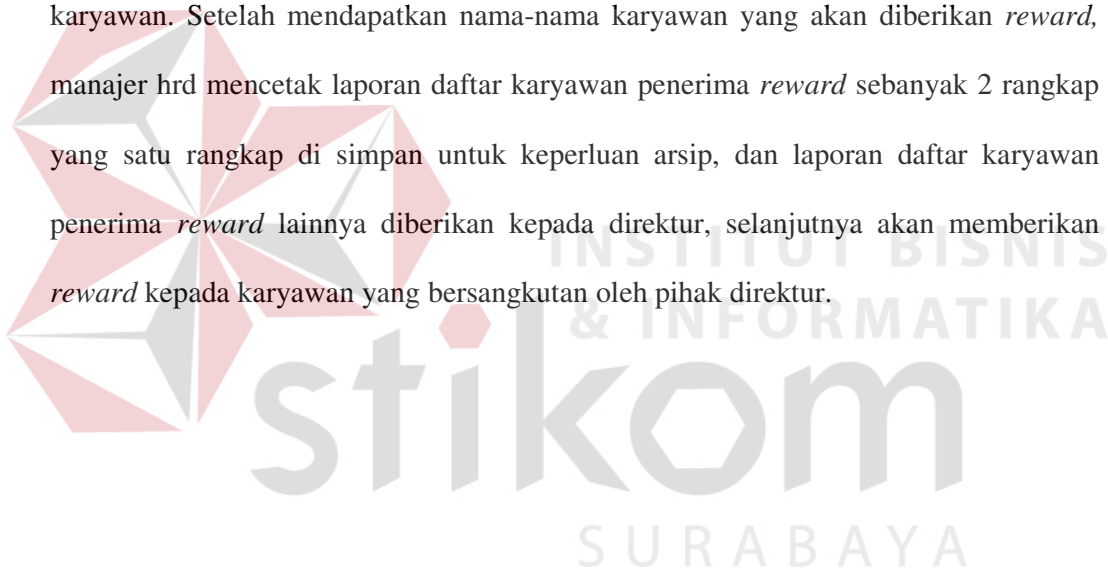 karyawan. Setelah mendapatkan nama-nama karyawan yang akan diberikan reward,
manajer hrd mencetak laporan daftar karyawan penerima reward sebanyak 2 rangkap
yang satu rangkap di simpan untuk keperluan arsip, dan laporan daftar karyawan
penerima reward lainnya diberikan kepada direktur, selanjutnya akan memberikan
INSTITUT BISNIS
reward kepada karyawan yang bersangkutan oleh pihak direktur.
& INFORMATIKA
stikom
SURABAYA